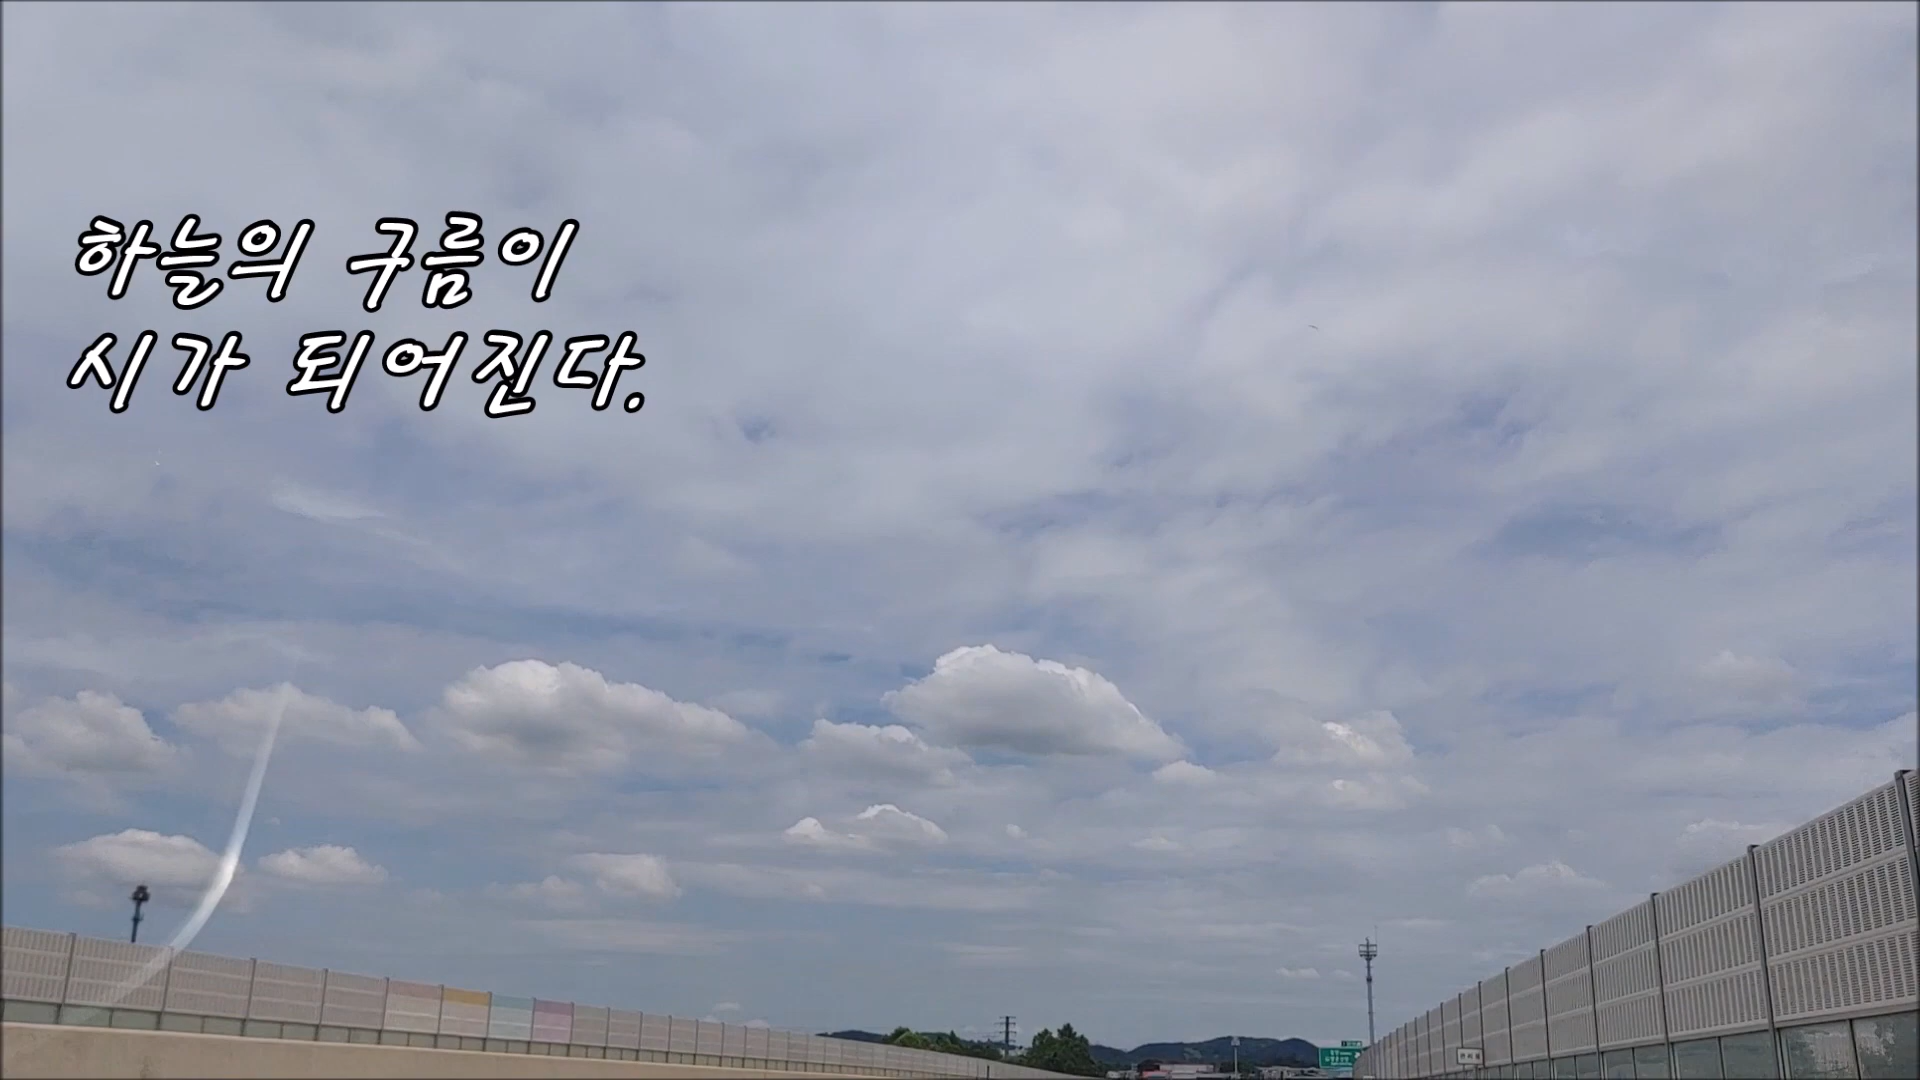 하늘의 구름이
시가 되어진다.